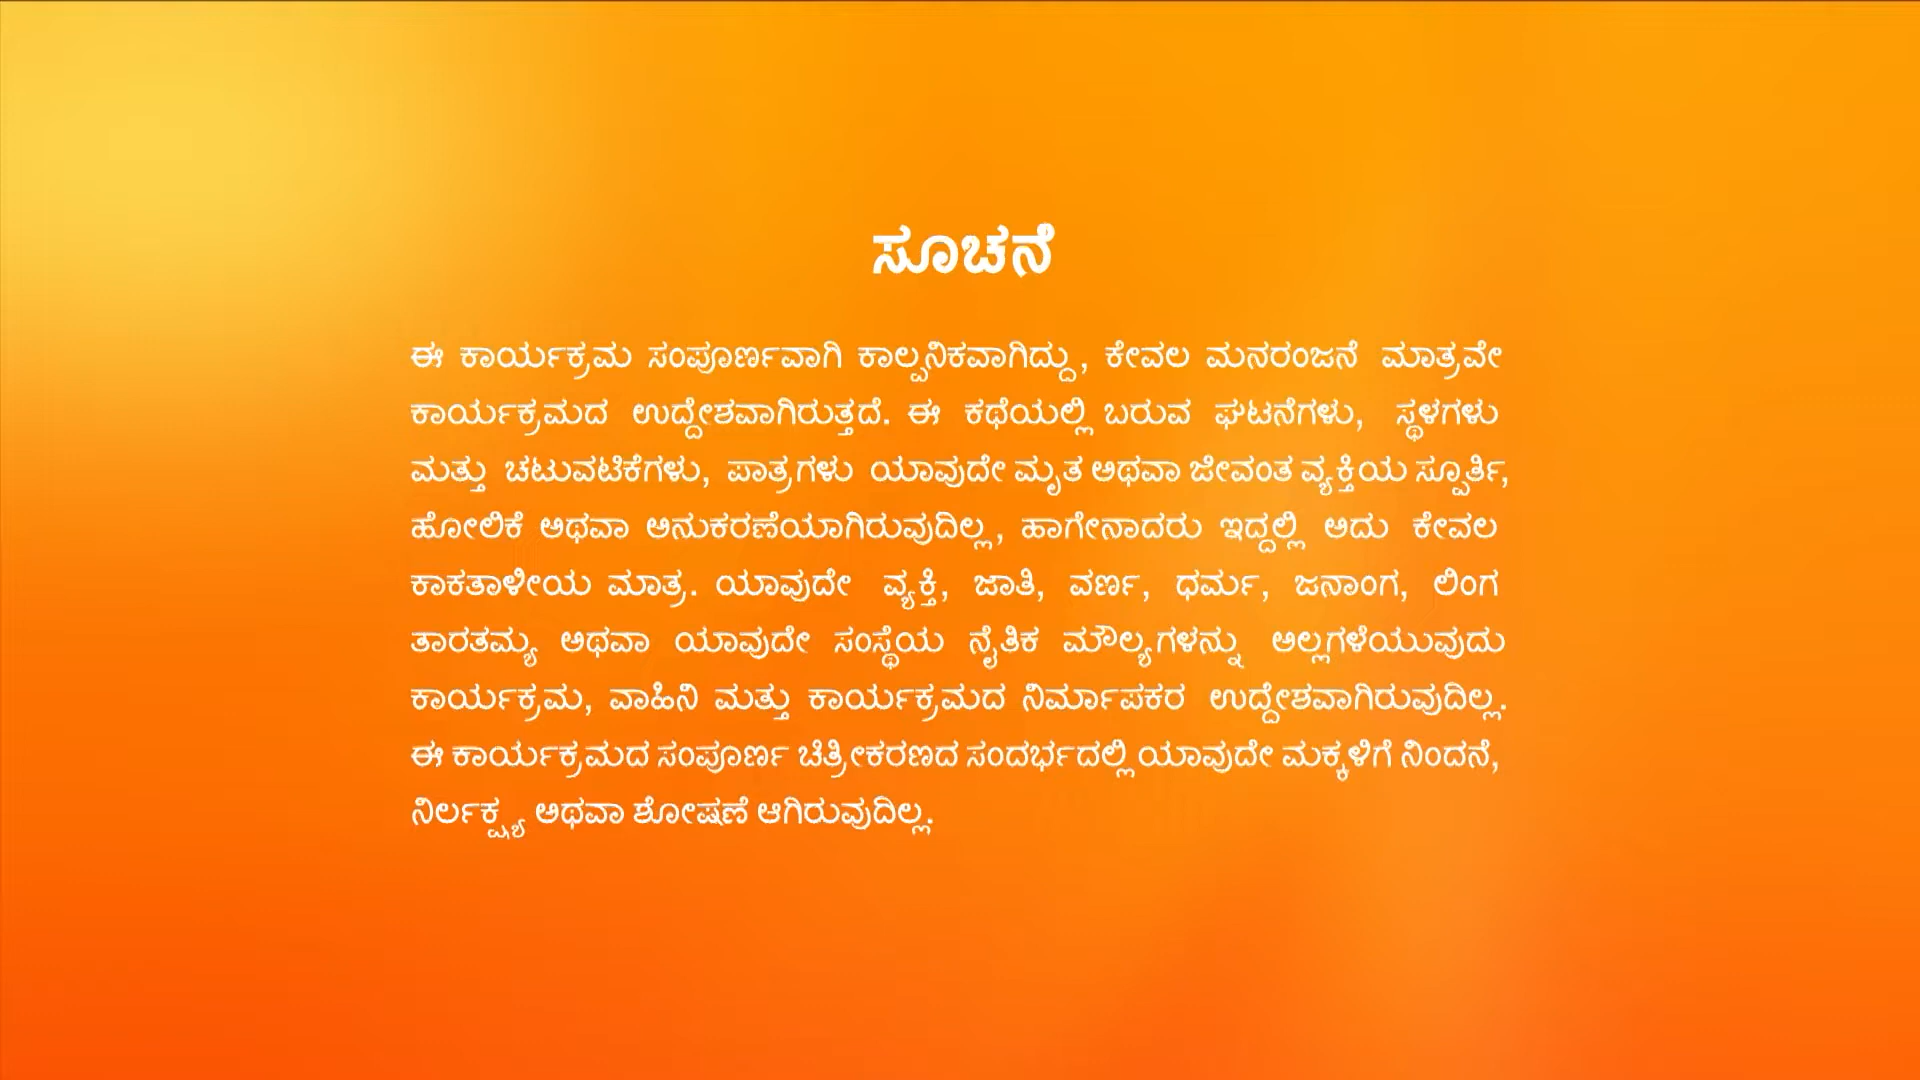 ಸೂಚನೆ
ಈ ಕಾರ್ಯಕ್ರಮ ಸಂಪೂರ್ಣವಾಗಿ ಕಾಲ್ಪನಿಕವಾಗಿದ್ದು, ಕೇವಲ ಮನರಂಜನೆ ಮಾತ್ರವೇ
ಕಾರ್ಯಕ್ರಮದ ಉದ್ದೇಶವಾಗಿರುತ್ತದೆ. ಈ ಕಥೆಯಲ್ಲಿ ಬರುವ ಘಟನೆಗಳು, ಸ್ಥಳಗಳು
ಮತ್ತು ಚಟುವಟಿಕೆಗಳು, ಪಾತ್ರಗಳು ಯಾವುದೇ ಮೃತ ಅಥವಾ ಜೀವಂತ ವ್ಯಕ್ತಿಯ ಸ್ಪೂರ್ತಿ,
ಹೋಲಿಕೆ ಅಥವಾ ಅನುಕರಣೆಯಾಗಿರುವುದಿಲ್ಲ, ಹಾಗೇನಾದರು ಇದ್ದಲ್ಲಿ ಅದು ಕೇವಲ
ಕಾಕತಾಳೀಯ ಮಾತ್ರ. ಯಾವುದೇ ವ್ಯಕ್ತಿ, ಜಾತಿ, ವರ್ಣ, ಧರ್ಮ, ಜನಾಂಗ, ಲಿಂಗ
ತಾರತಮ್ಯ ಅಥವಾ ಯಾವುದೇ ಸಂಸ್ಥೆಯ ನೈತಿಕ ಮೌಲ್ಯಗಳನ್ನು ಅಲ್ಲಗಳೆಯುವುದು
ಕಾರ್ಯಕ್ರಮ, ವಾಹಿನಿ ಮತ್ತು ಕಾರ್ಯಕ್ರಮದ ನಿರ್ಮಾಪಕರ ಉದ್ದೇಶವಾಗಿರುವುದಿಲ್ಲ.
ಈ ಕಾರ್ಯಕ್ರಮದ ಸಂಪೂರ್ಣ ಚಿತ್ರೀಕರಣದ ಸಂದರ್ಭದಲ್ಲಿ ಯಾವುದೇ ಮಕ್ಕಳಿಗೆ ನಿಂದನೆ,
ನಿರ್ಲಕ್ಷ್ಯ ಅಥವಾ ಶೋಷಣೆ ಆಗಿರುವುದಿಲ್ಲ.